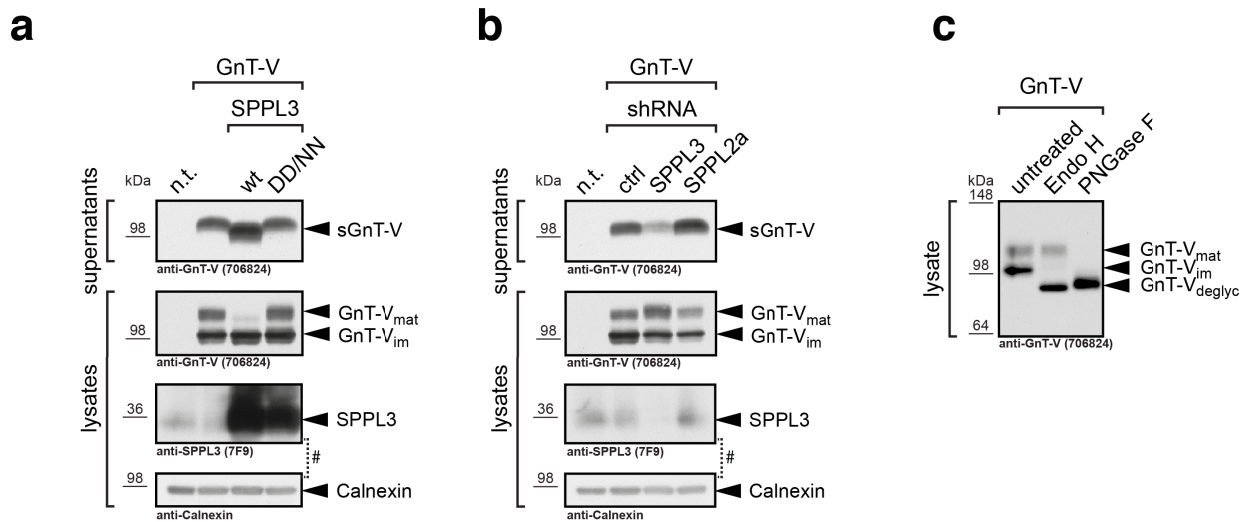 a
GnT-V
SPPL3
kDa
n.t.
wt
DD/NN
supernatants
98
sGnT-V
anti-GnT-V (706824)
lysates
98
GnT-Vmat
GnT-Vim
anti-GnT-V (706824)
36
SPPL3
anti-SPPL3 (7F9)
#
98
Calnexin
anti-Calnexin
b
GnT-V
shRNA
kDa
n.t.
ctrl
SPPL3
SPPL2a
supernatants
98
sGnT-V
anti-GnT-V (706824)
lysates
98
GnT-Vmat
GnT-Vim
anti-GnT-V (706824)
36
SPPL3
anti-SPPL3 (7F9)
#
98
Calnexin
anti-Calnexin
c
GnT-V
kDa
untreated
Endo H
PNGase F
148
lysate
98
64
GnT-Vmat
GnT-Vim
GnT-Vdeglyc
anti-GnT-V (706824)